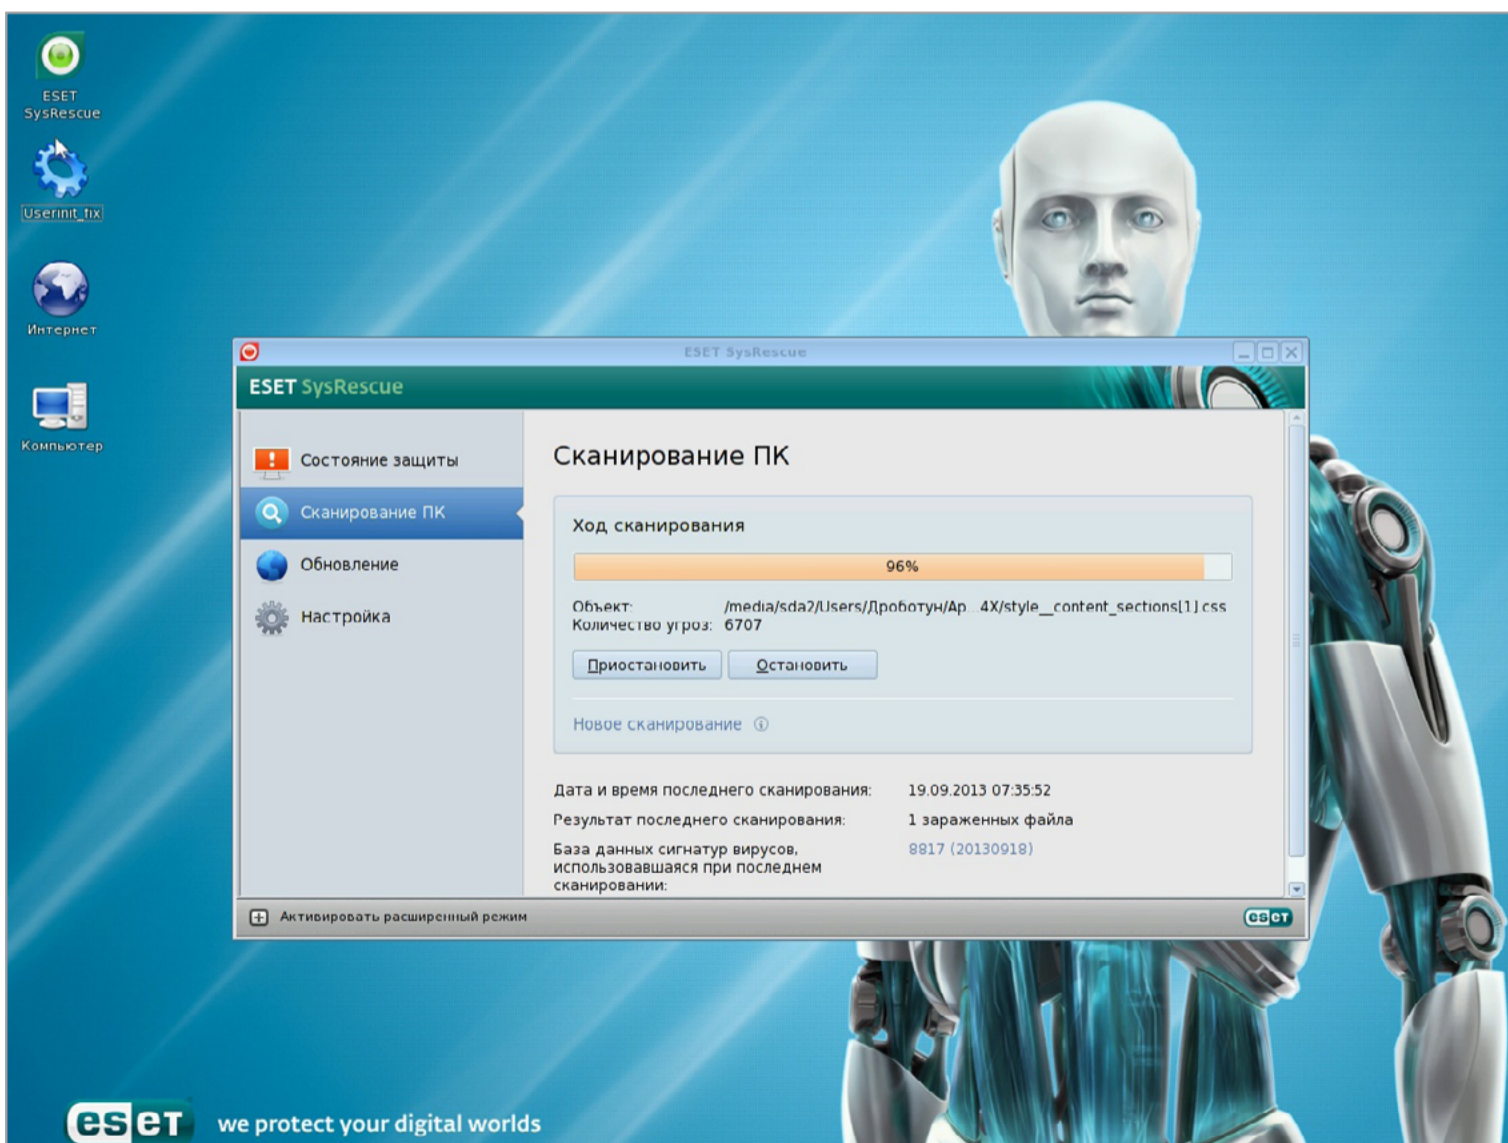 ESET
SysRescue
Userinit_fix
Интернет
Компьютер
ESET SysRescue
ESET SysRescue
Состояние защиты
Сканирование ПК
Обновление
Настройка
Сканирование ПК
Ход сканирования
96%
Объект: /media/sda2/Users/Дроботун/Ap...4X/style__content_sections[1].css
Количество угроз: 6707
Приостановить Остановить
Новое сканирование
Дата и время последнего сканирования: 19.09.2013 07:35:52
Результат последнего сканирования: 1 зараженных файла
База данных сигнатур вирусов, 8817 (20130918)
использовавшаяся при последнем
сканировании:
Активировать расширенный режим
eset
eset we protect your digital worlds